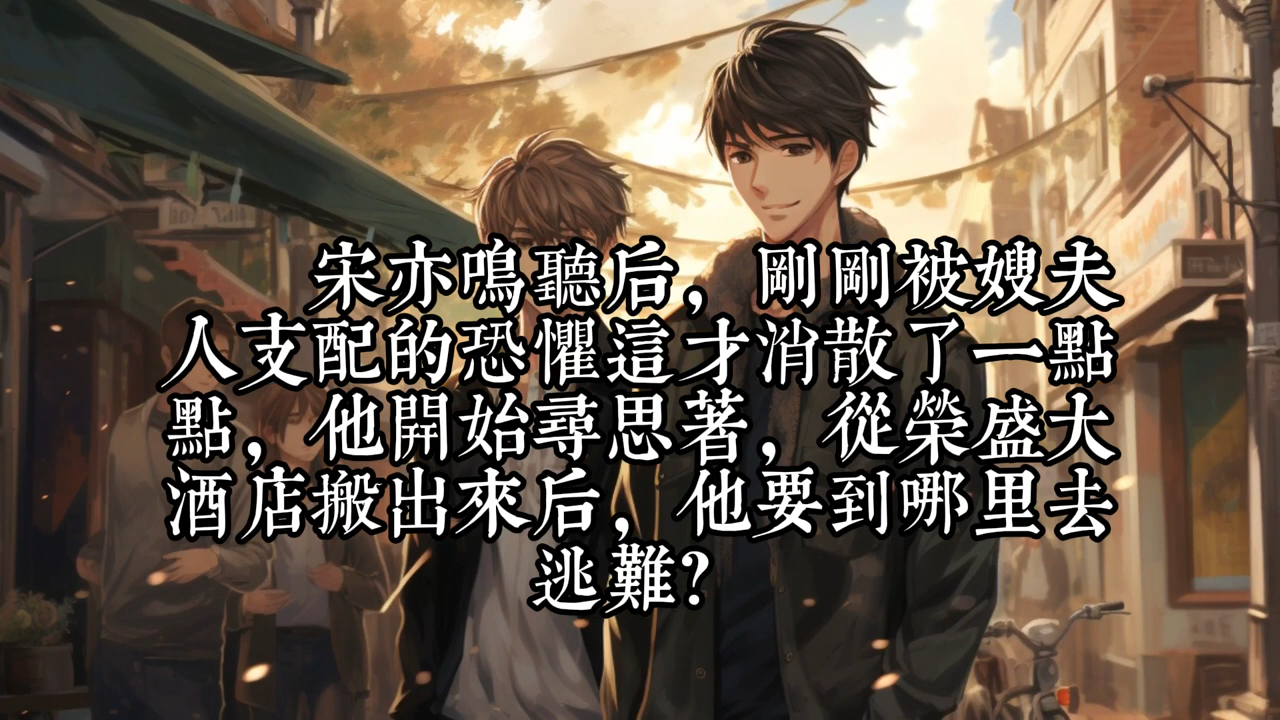 宋亦鳴聽后，剛剛被嫂夫
人支配的恐懼這才消散了一點
點，他開始尋思著，從榮盛大
酒店搬出來后，他要到哪里去
逃難？